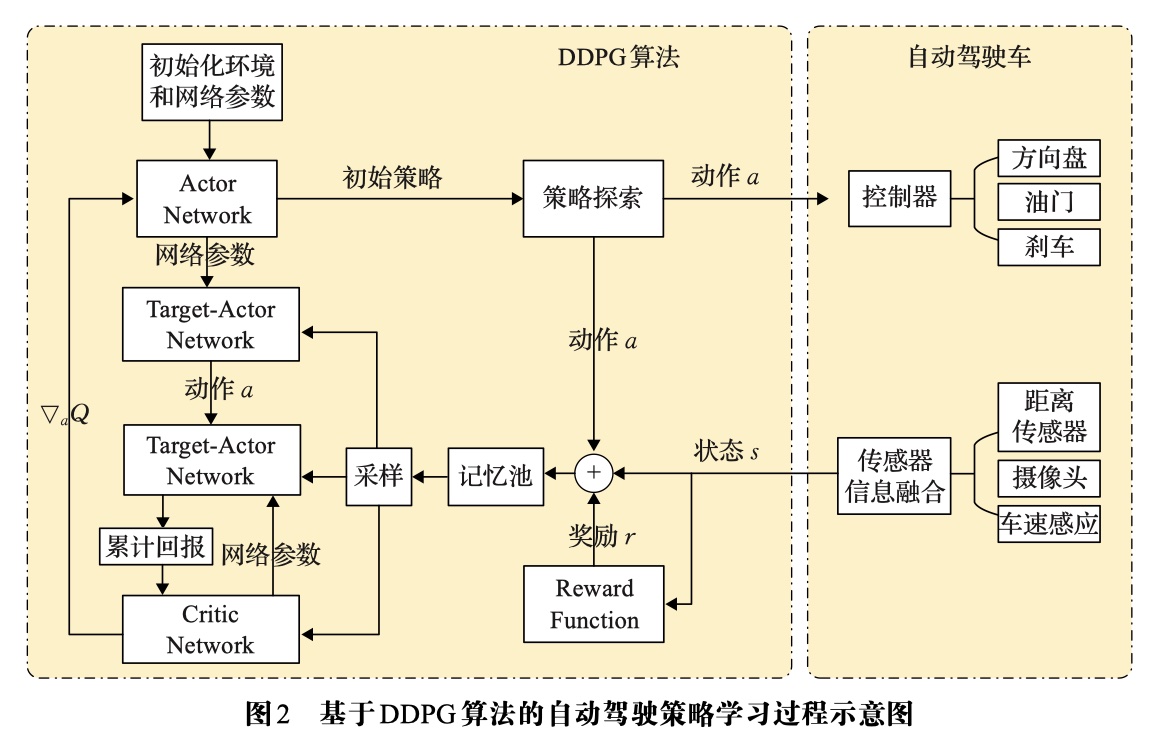 DDPG算法
自动驾驶车
初始化环境
和网络参数
Actor
Network
初始策略
策略探索
动作 a
控制器
方向盘
油门
刹车
网络参数
Target-Actor
Network
动作 a
动作 a
▽aQ
Target-Actor
Network
采样
记忆池
+
状态 s
传感器
信息融合
距离
传感器
摄像头
车速感应
累计回报
网络参数
奖励 r
Critic
Network
Reward
Function
图2 基于DDPG算法的自动驾驶策略学习过程示意图